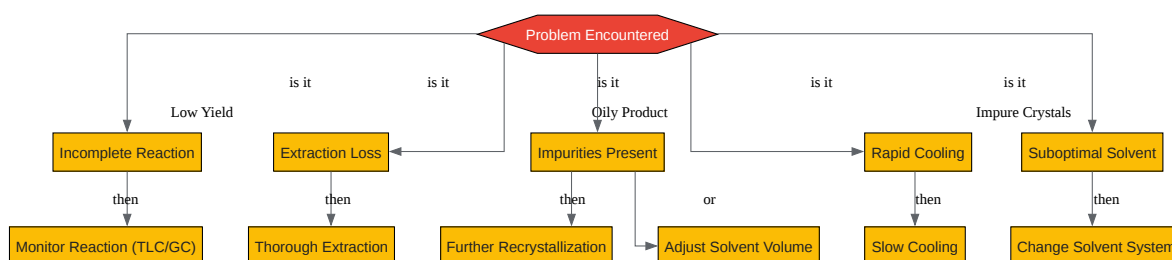 Problem Encountered
is it
is it
is it
is it
is it
Low Yield
Oily Product
Impure Crystals
Incomplete Reaction
Extraction Loss
Impurities Present
Rapid Cooling
Suboptimal Solvent
then
then
then
or
then
then
Monitor Reaction (TLC/GC)
Thorough Extraction
Further Recrystallization
Adjust Solvent Volume
Slow Cooling
Change Solvent System